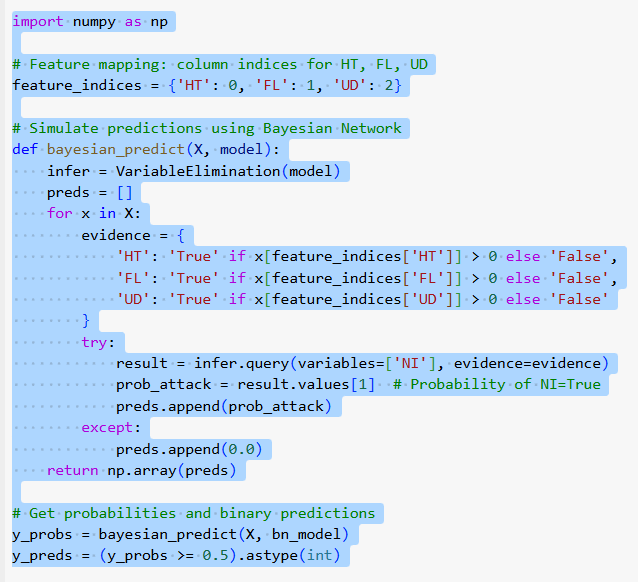 import numpy as np

# Feature mapping: column indices for HT, FL, UD
feature_indices = {'HT': 0, 'FL': 1, 'UD': 2}

# Simulate predictions using Bayesian Network
def bayesian_predict(X, model):
    infer = VariableElimination(model)
    preds = []
    for x in X:
        evidence = {
            'HT': 'True' if x[feature_indices['HT']] > 0 else 'False',
            'FL': 'True' if x[feature_indices['FL']] > 0 else 'False',
            'UD': 'True' if x[feature_indices['UD']] > 0 else 'False'
        }
        try:
            result = infer.query(variables=['NI'], evidence=evidence)
            prob_attack = result.values[1]  # Probability of NI=True
            preds.append(prob_attack)
        except:
            preds.append(0.0)
    return np.array(preds)

# Get probabilities and binary predictions
y_probs = bayesian_predict(X, bn_model)
y_preds = (y_probs >= 0.5).astype(int)